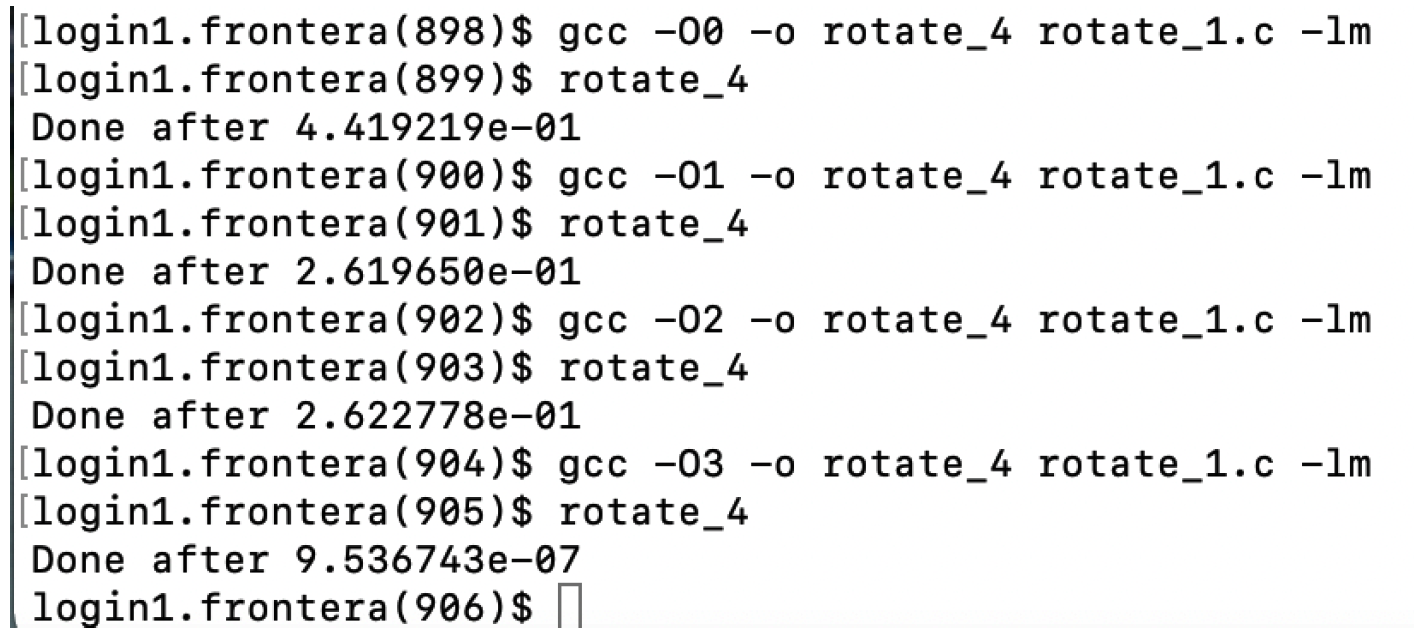 [login1.frontera(898)$ gcc -O0 -o rotate_4 rotate_1.c -lm
[login1.frontera(899)$ rotate_4
Done after 4.419219e-01
[login1.frontera(900)$ gcc -O1 -o rotate_4 rotate_1.c -lm
[login1.frontera(901)$ rotate_4
Done after 2.619650e-01
[login1.frontera(902)$ gcc -O2 -o rotate_4 rotate_1.c -lm
[login1.frontera(903)$ rotate_4
Done after 2.622778e-01
[login1.frontera(904)$ gcc -O3 -o rotate_4 rotate_1.c -lm
[login1.frontera(905)$ rotate_4
Done after 9.536743e-07
login1.frontera(906)$